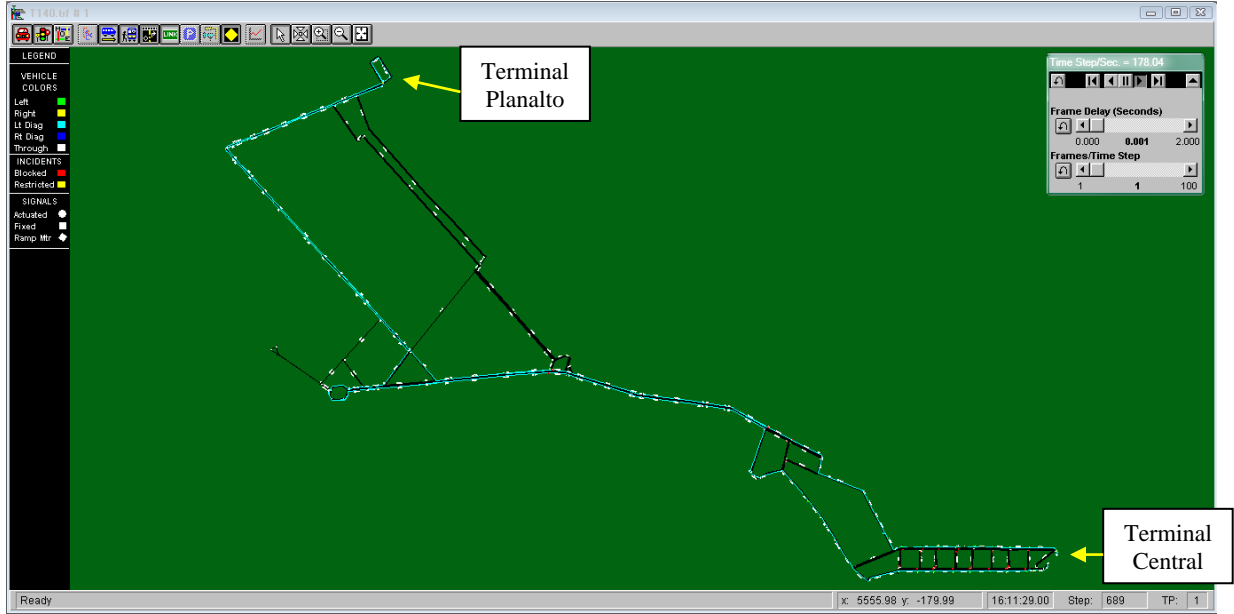 T140.trf # 1
LEGEND
VEHICLE
COLORS
Left
Right
Lt Diag
Rt Diag
Through
INCIDENTS
Blocked
Restricted
SIGNALS
Actuated
Fixed
Ramp Mtr
Terminal
Planalto
Time Step/Sec. = 178.04
Frame Delay (Seconds)
0.000 0.001 2.000
Frames/Time Step
1 1 100
Terminal
Central
Ready
x: 5555.98 y: -179.99 16:11:29.00 Step: 689 TP: 1